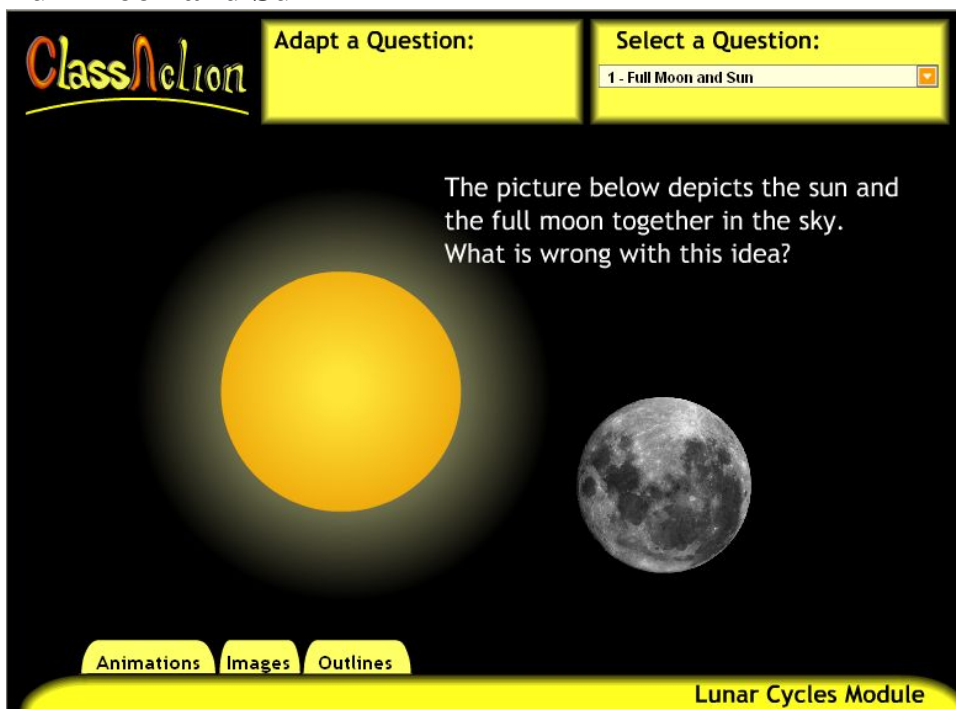 ClassAction
Adapt a Question:
Select a Question:
1 - Full Moon and Sun
The picture below depicts the sun and
the full moon together in the sky.
What is wrong with this idea?
Animations
Images
Outlines
Lunar Cycles Module